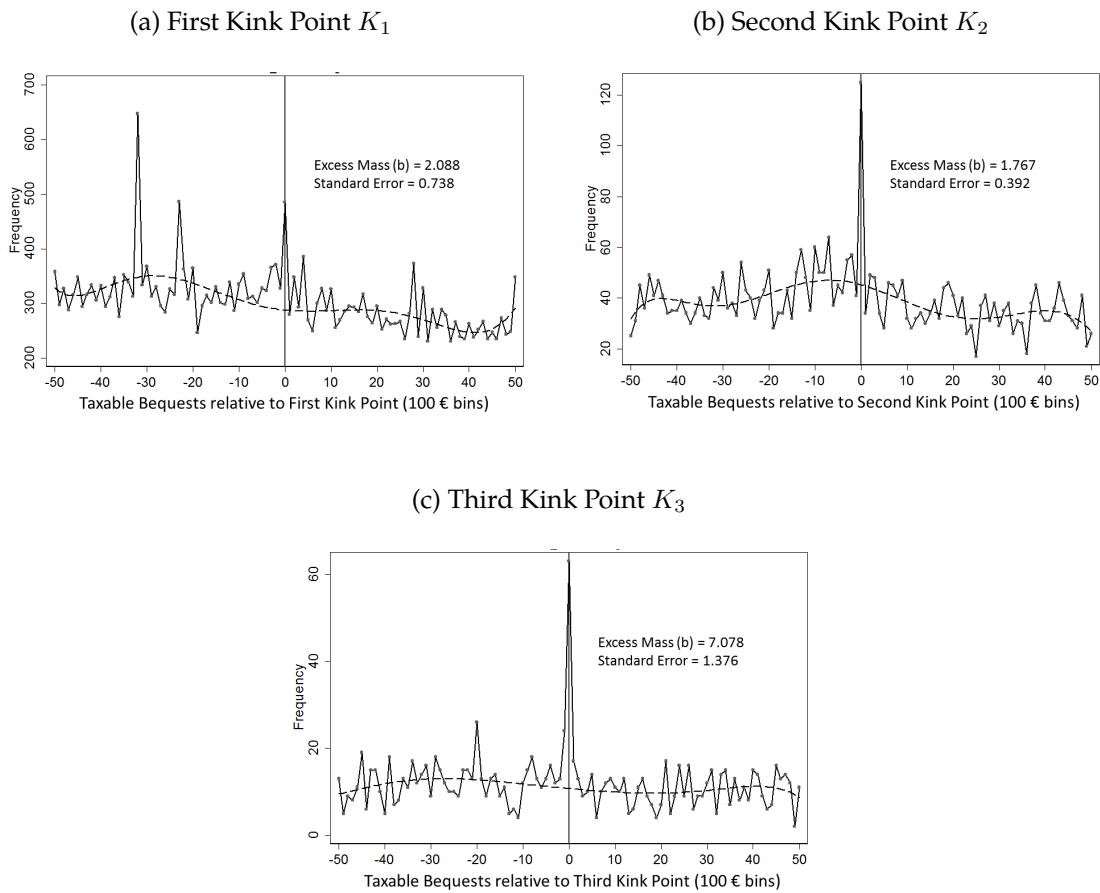 (a) First Kink Point K₁
700
600
500
400
300
200
Frequency
Excess Mass (b) = 2.088
Standard Error = 0.738
-50 -40 -30 -20 -10 0 10 20 30 40 50
Taxable Bequests relative to First Kink Point (100 € bins)
(b) Second Kink Point K₂
120
100
80
60
40
20
Frequency
Excess Mass (b) = 1.767
Standard Error = 0.392
-50 -40 -30 -20 -10 0 10 20 30 40 50
Taxable Bequests relative to Second Kink Point (100 € bins)
(c) Third Kink Point K₃
60
40
20
0
Frequency
Excess Mass (b) = 7.078
Standard Error = 1.376
-50 -40 -30 -20 -10 0 10 20 30 40 50
Taxable Bequests relative to Third Kink Point (100 € bins)